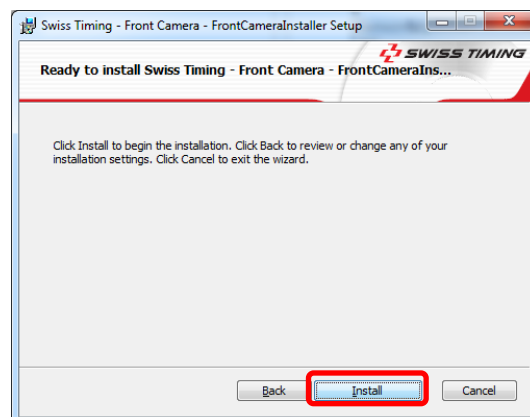 Swiss Timing - Front Camera - FrontCameraInstaller Setup
SWISS TIMING
Ready to install Swiss Timing - Front Camera - FrontCameraIns...
Click Install to begin the installation. Click Back to review or change any of your
installation settings. Click Cancel to exit the wizard.
Back Install Cancel